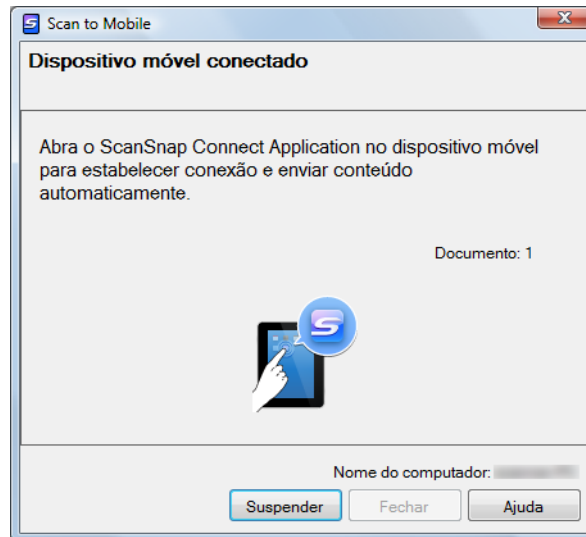 Scan to Mobile
Dispositivo móvel conectado
Abra o ScanSnap Connect Application no dispositivo móvel
para estabelecer conexão e enviar conteúdo
automaticamente.
Documento: 1
Nome do computador:
Suspender Fechar Ajuda